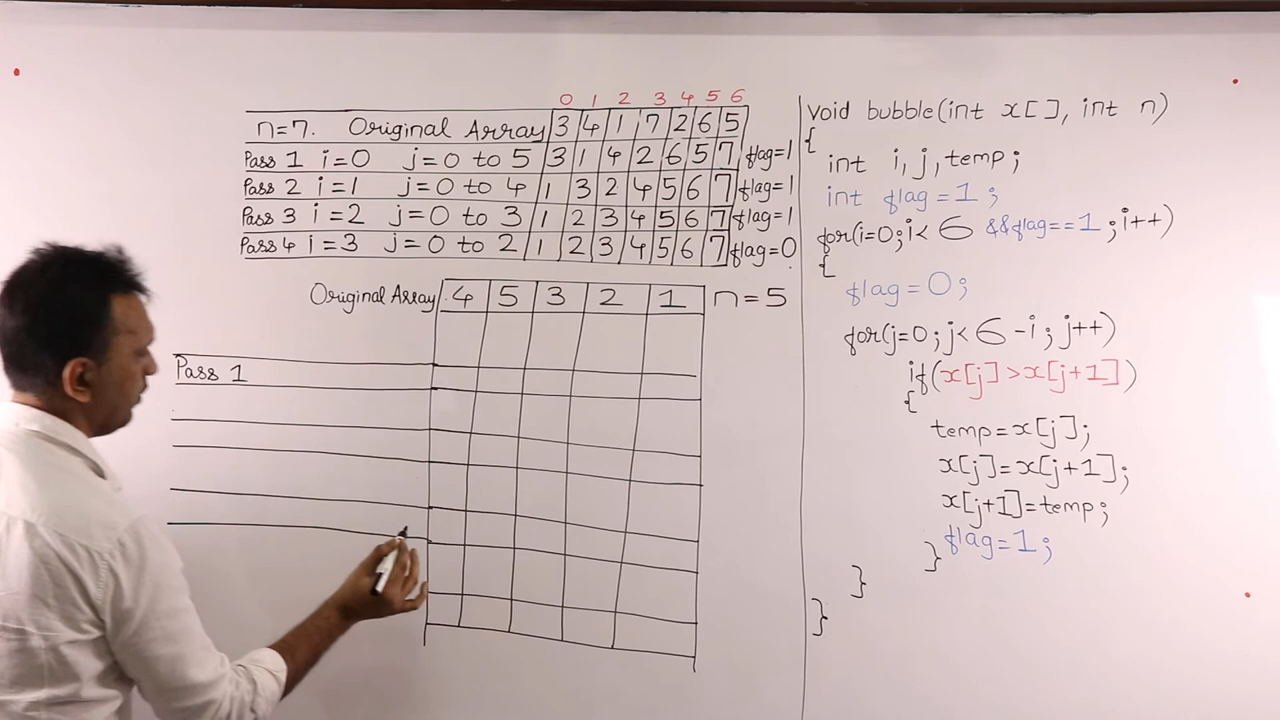 0 1 2 3 4 5 6
n=7. Original Array 3 4 1 7 2 6 5
Pass 1 i=0 j=0 to 5 3 1 4 2 6 5 7 flag=1
Pass 2 i=1 j=0 to 4 1 3 2 4 5 6 7 flag=1
Pass 3 i=2 j=0 to 3 1 2 3 4 5 6 7 flag=1
Pass 4 i=3 j=0 to 2 1 2 3 4 5 6 7 flag=0
Original Array 4 5 3 2 1 n=5
Pass 1
void bubble(int x[], int n)
{
int i, j, temp;
int flag=1;
for(i=0;i<6 &&flag==1;i++)
{
flag=0;
for(j=0;j<6-i;j++)
if(x[j]>x[j+1])
{
temp=x[j];
x[j]=x[j+1];
x[j+1]=temp;
} flag=1;
}
}